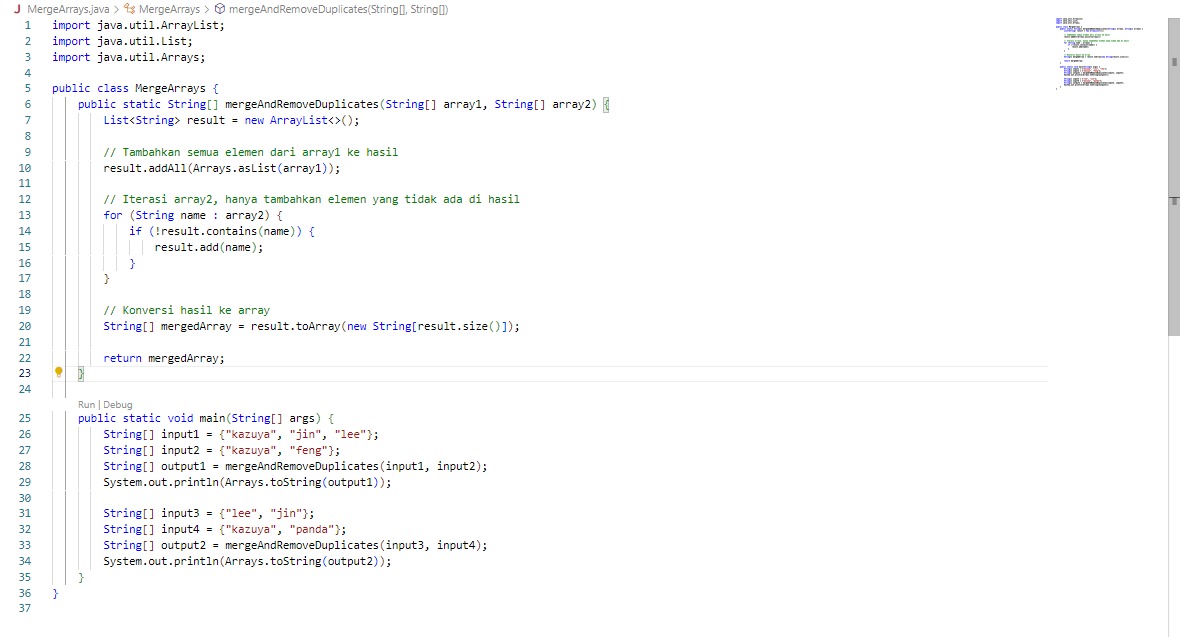 MergeArrays.java > MergeArrays > mergeAndRemoveDuplicates(String[], String[])
1 import java.util.ArrayList;
2 import java.util.List;
3 import java.util.Arrays;
4
5 public class MergeArrays {
6 public static String[] mergeAndRemoveDuplicates(String[] array1, String[] array2) {
7 List<String> result = new ArrayList<>();
8
9 // Tambahkan semua elemen dari array1 ke hasil
10 result.addAll(Arrays.asList(array1));
11
12 // Iterasi array2, hanya tambahkan elemen yang tidak ada di hasil
13 for (String name : array2) {
14 if (!result.contains(name)) {
15 result.add(name);
16 }
17 }
18
19 // Konversi hasil ke array
20 String[] mergedArray = result.toArray(new String[result.size()]);
21
22 return mergedArray;
23 }
24
Run | Debug
25 public static void main(String[] args) {
26 String[] input1 = {"kazuya", "jin", "lee"};
27 String[] input2 = {"kazuya", "feng"};
28 String[] output1 = mergeAndRemoveDuplicates(input1, input2);
29 System.out.println(Arrays.toString(output1));
30
31 String[] input3 = {"lee", "jin"};
32 String[] input4 = {"kazuya", "panda"};
33 String[] output2 = mergeAndRemoveDuplicates(input3, input4);
34 System.out.println(Arrays.toString(output2));
35 }
36 }
37